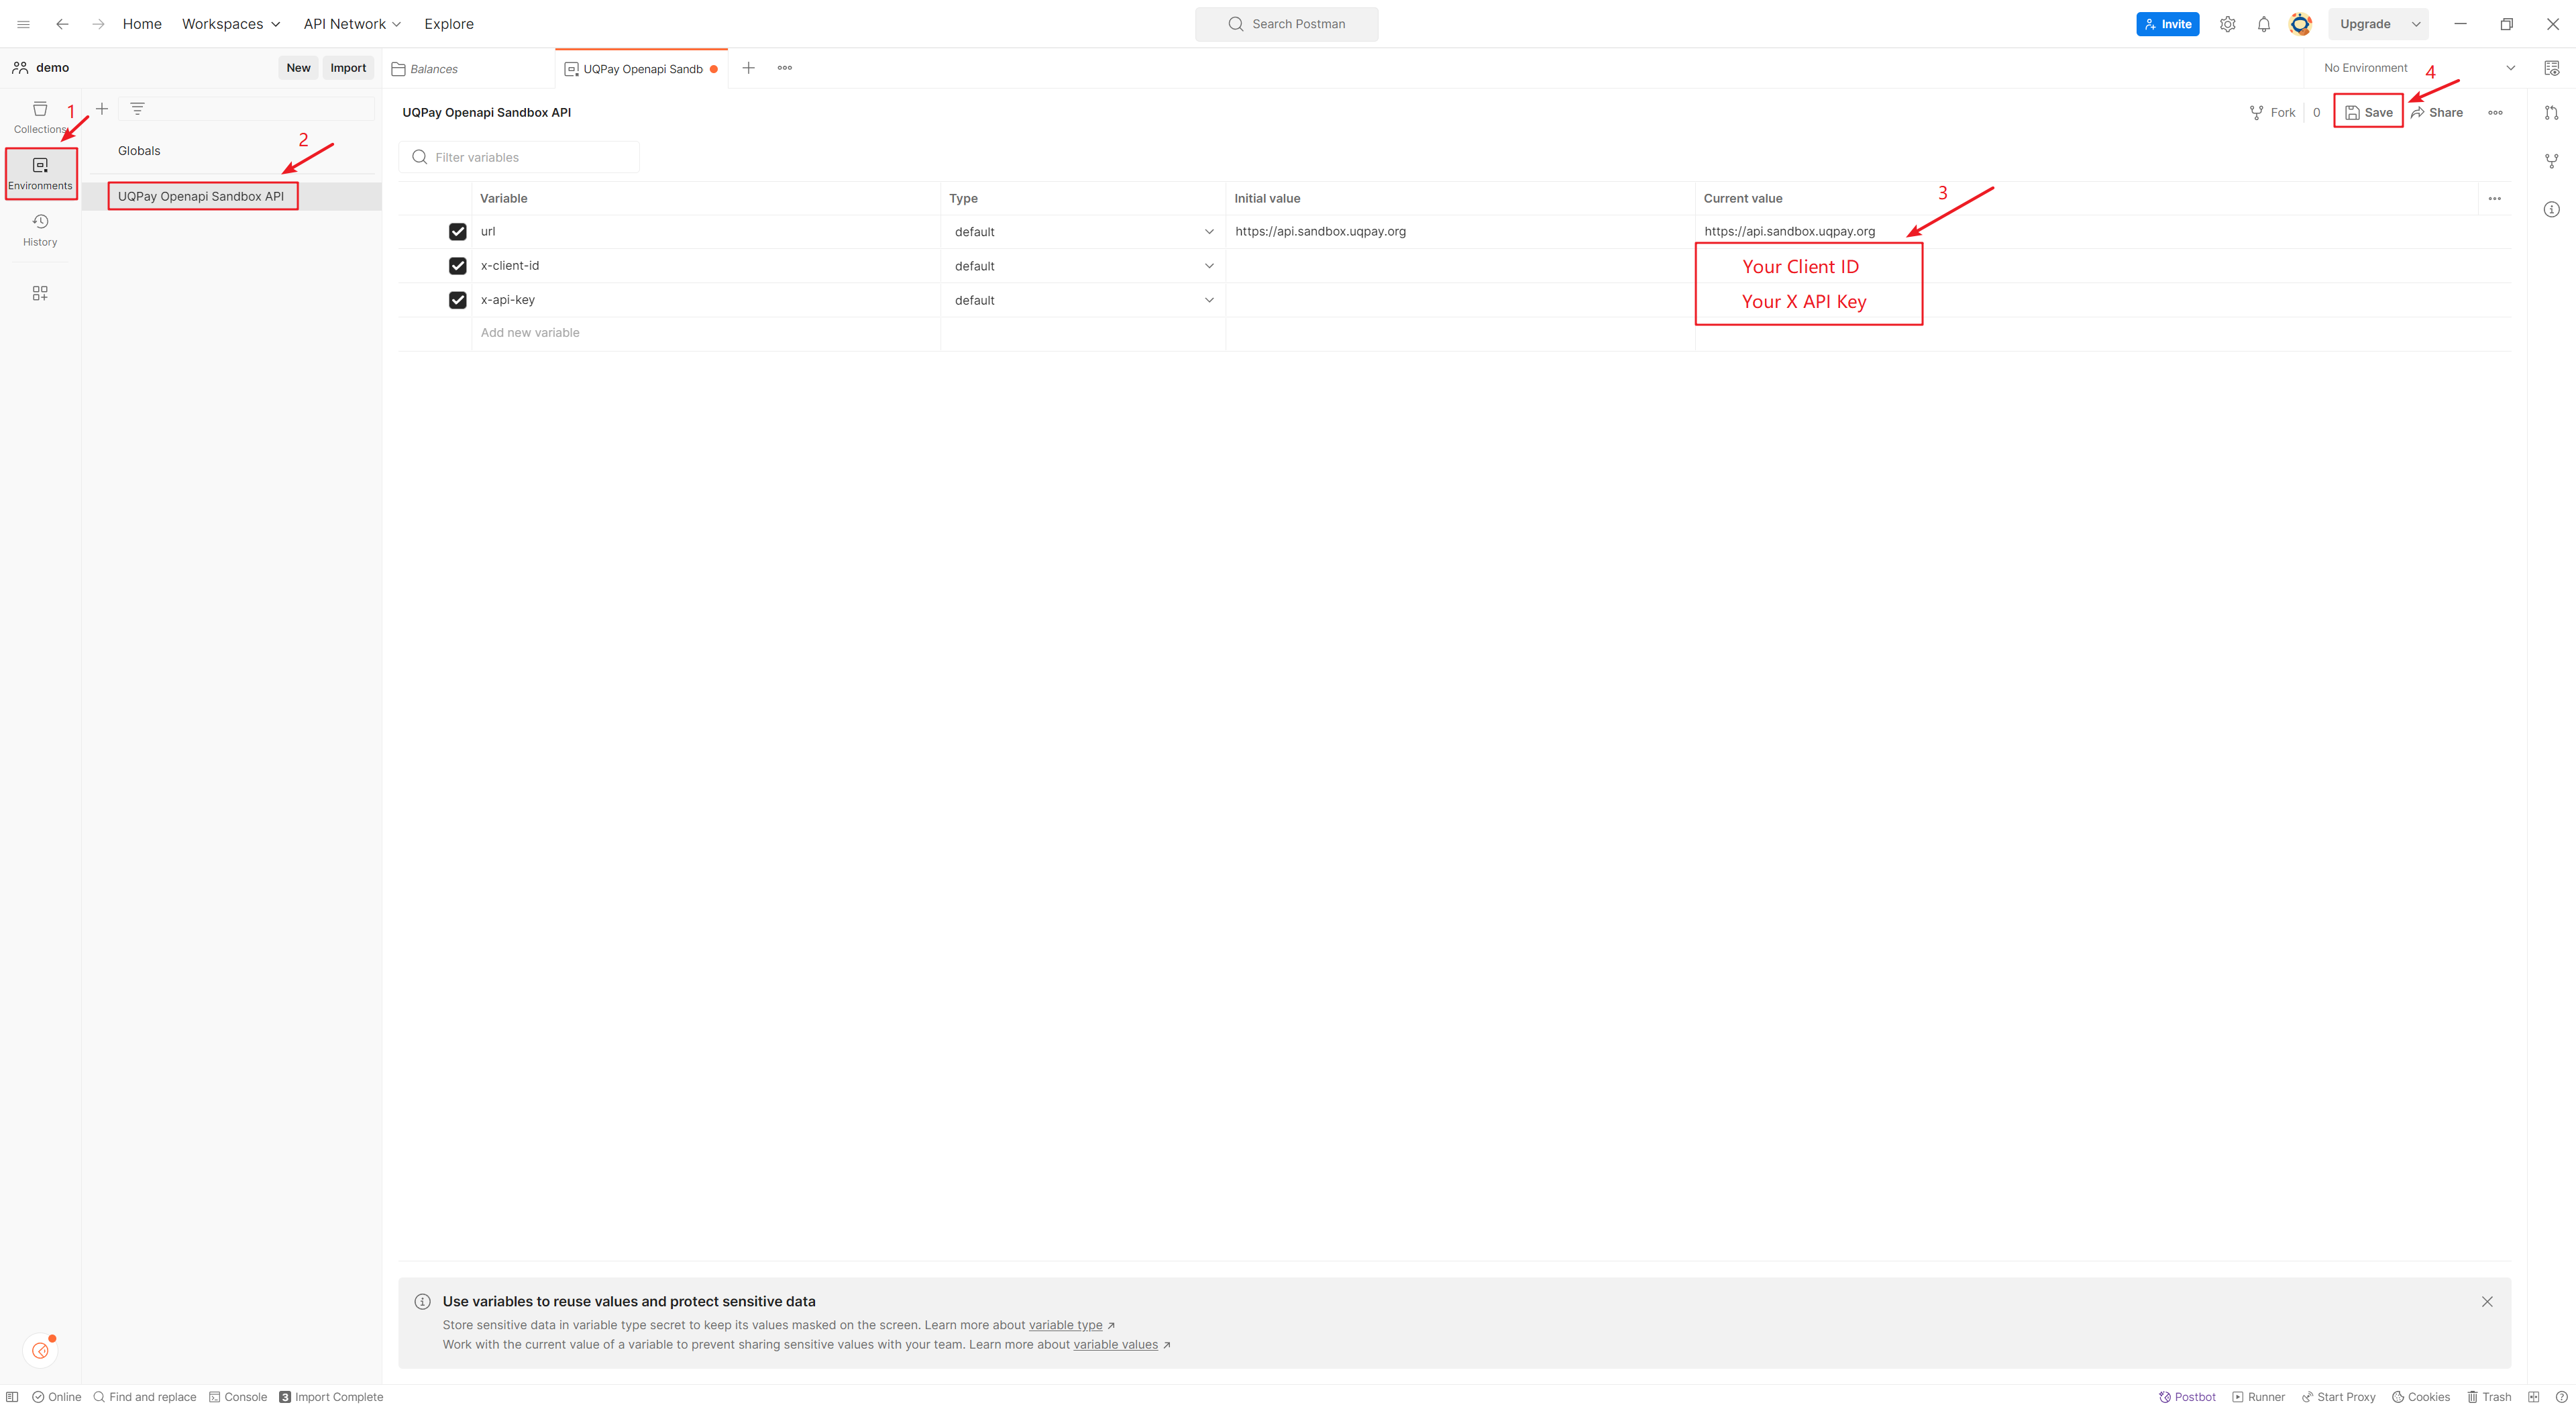 Home Workspaces API Network Explore Search Postman Invite Upgrade
demo New Import Balances UQPay Openapi Sandb No Environment
4
Collections 1
UQPay Openapi Sandbox API Fork 0 Save Share
2
Globals
Filter variables
Environments
UQPay Openapi Sandbox API
Variable Type Initial value Current value
3
url default https://api.sandbox.uqpay.org https://api.sandbox.uqpay.org
History
x-client-id default Your Client ID
x-api-key default Your X API Key
Add new variable
Use variables to reuse values and protect sensitive data
Store sensitive data in variable type secret to keep its values masked on the screen. Learn more about variable type ↗
Work with the current value of a variable to prevent sharing sensitive values with your team. Learn more about variable values ↗
Online Find and replace Console 3 Import Complete Postbot Runner Start Proxy Cookies Trash